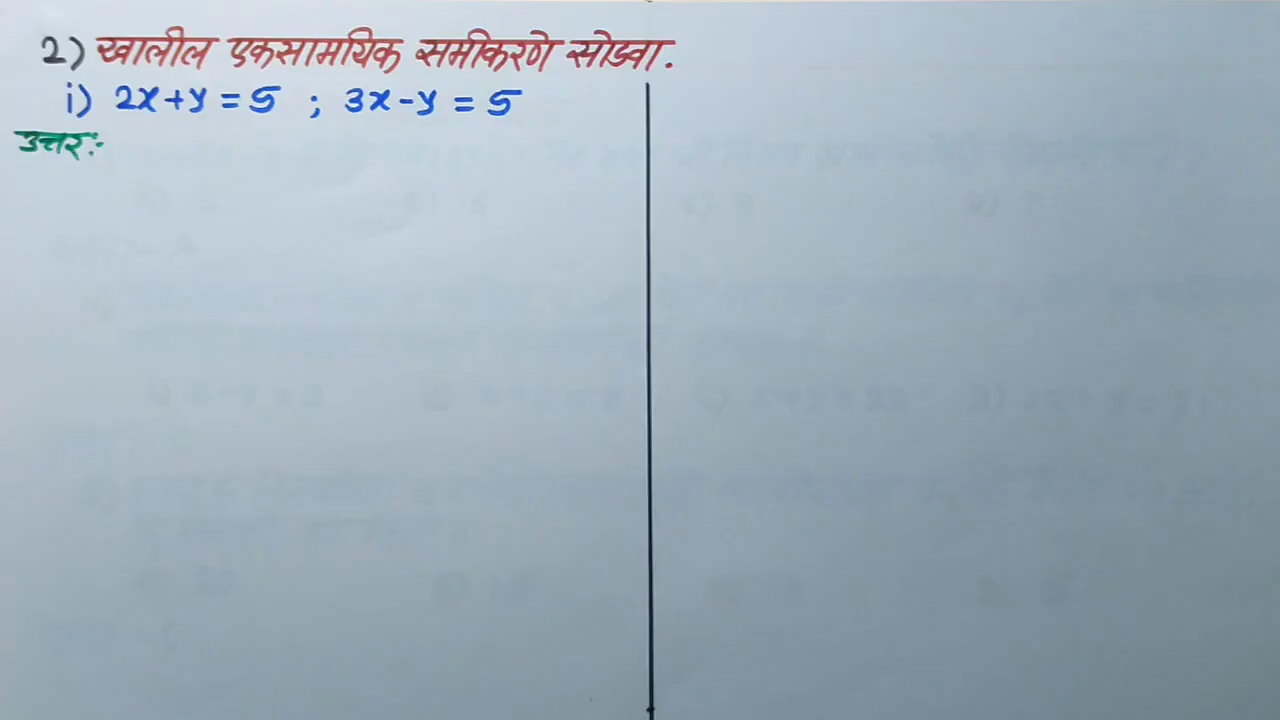 2) खालील एकसामयिक समीकरणे सोडवा.
i) 2x+y = 5 ; 3x-y = 5
उत्तर:-